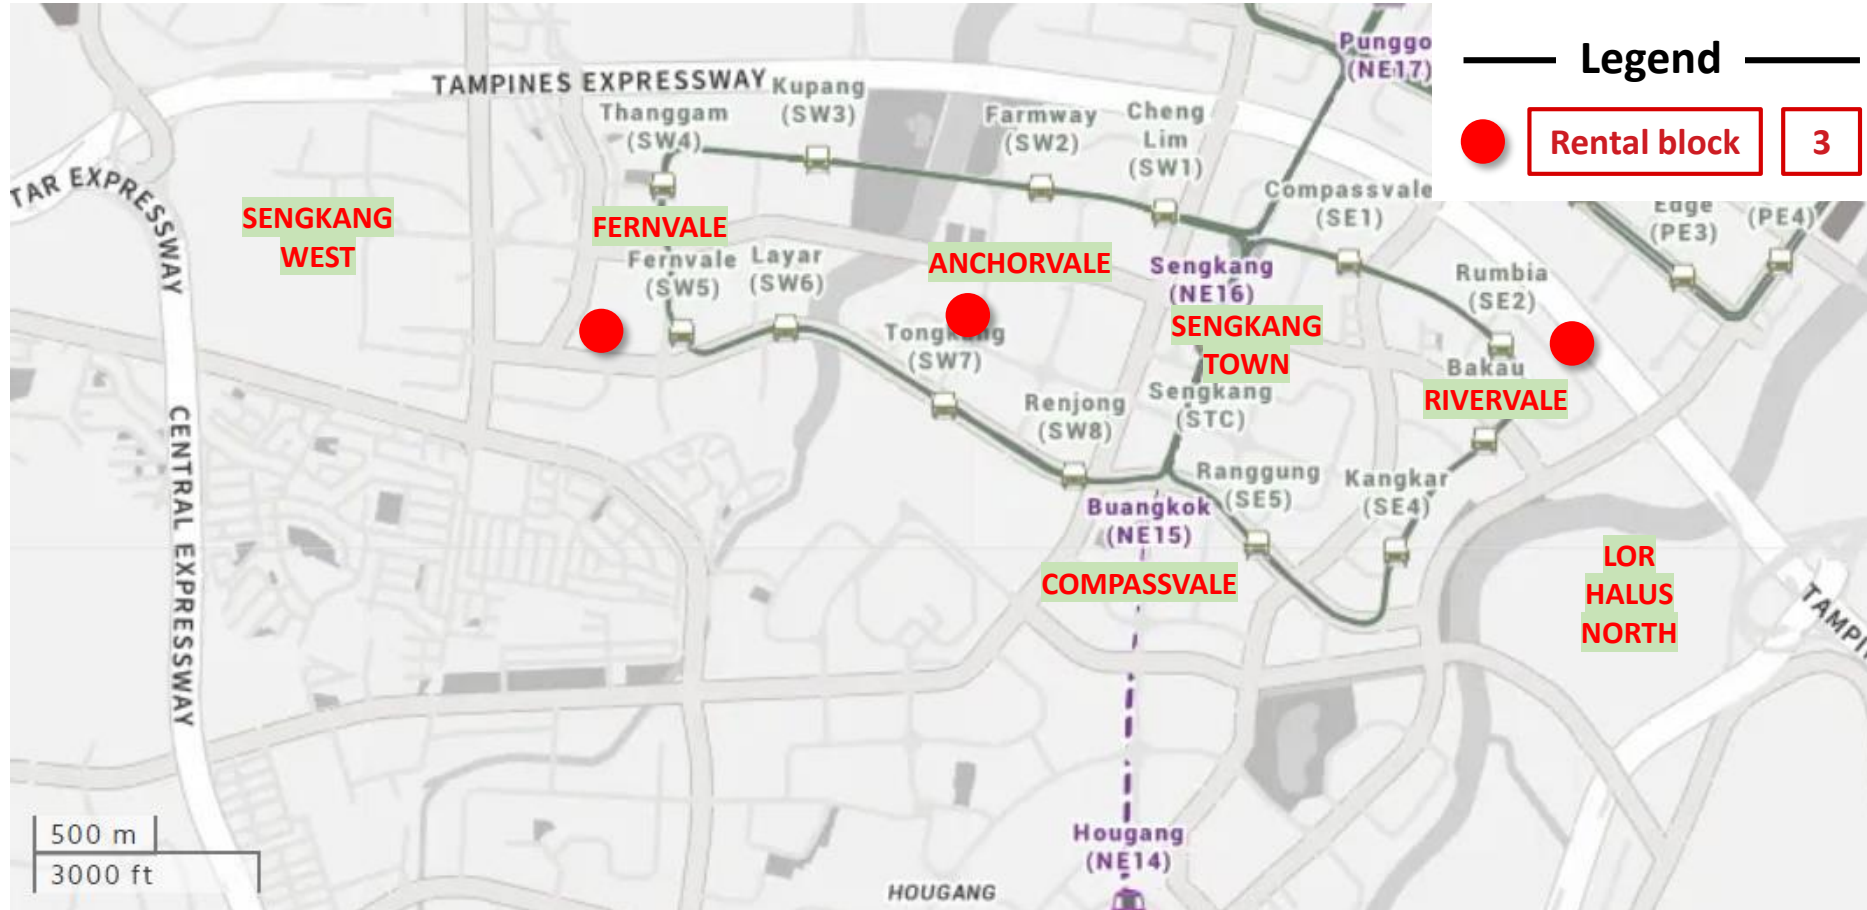 Legend
Rental block
3
Punggo
(NE17)
TAMPINES EXPRESSWAY
Kupang
(SW3)
Thanggam
(SW4)
Farmway
(SW2)
Cheng
Lim
(SW1)
Compassvale
(SE1)
Edge
(PE3)
(PE4)
TAR EXPRESSWAY
SENGKANG
WEST
FERNVALE
Fernvale
(SW5)
Layar
(SW6)
ANCHORVALE
Sengkang
(NE16)
Rumbia
(SE2)
SENGKANG
TOWN
Tongkang
(SW7)
Bakau
RIVERVALE
Renjong
(SW8)
Sengkang
(STC)
Ranggung
(SE5)
Kangkar
(SE4)
CENTRAL EXPRESSWAY
Buangkok
(NE15)
COMPASSVALE
LOR
HALUS
NORTH
TAMPI
500 m
3000 ft
Hougang
(NE14)
HOUGANG